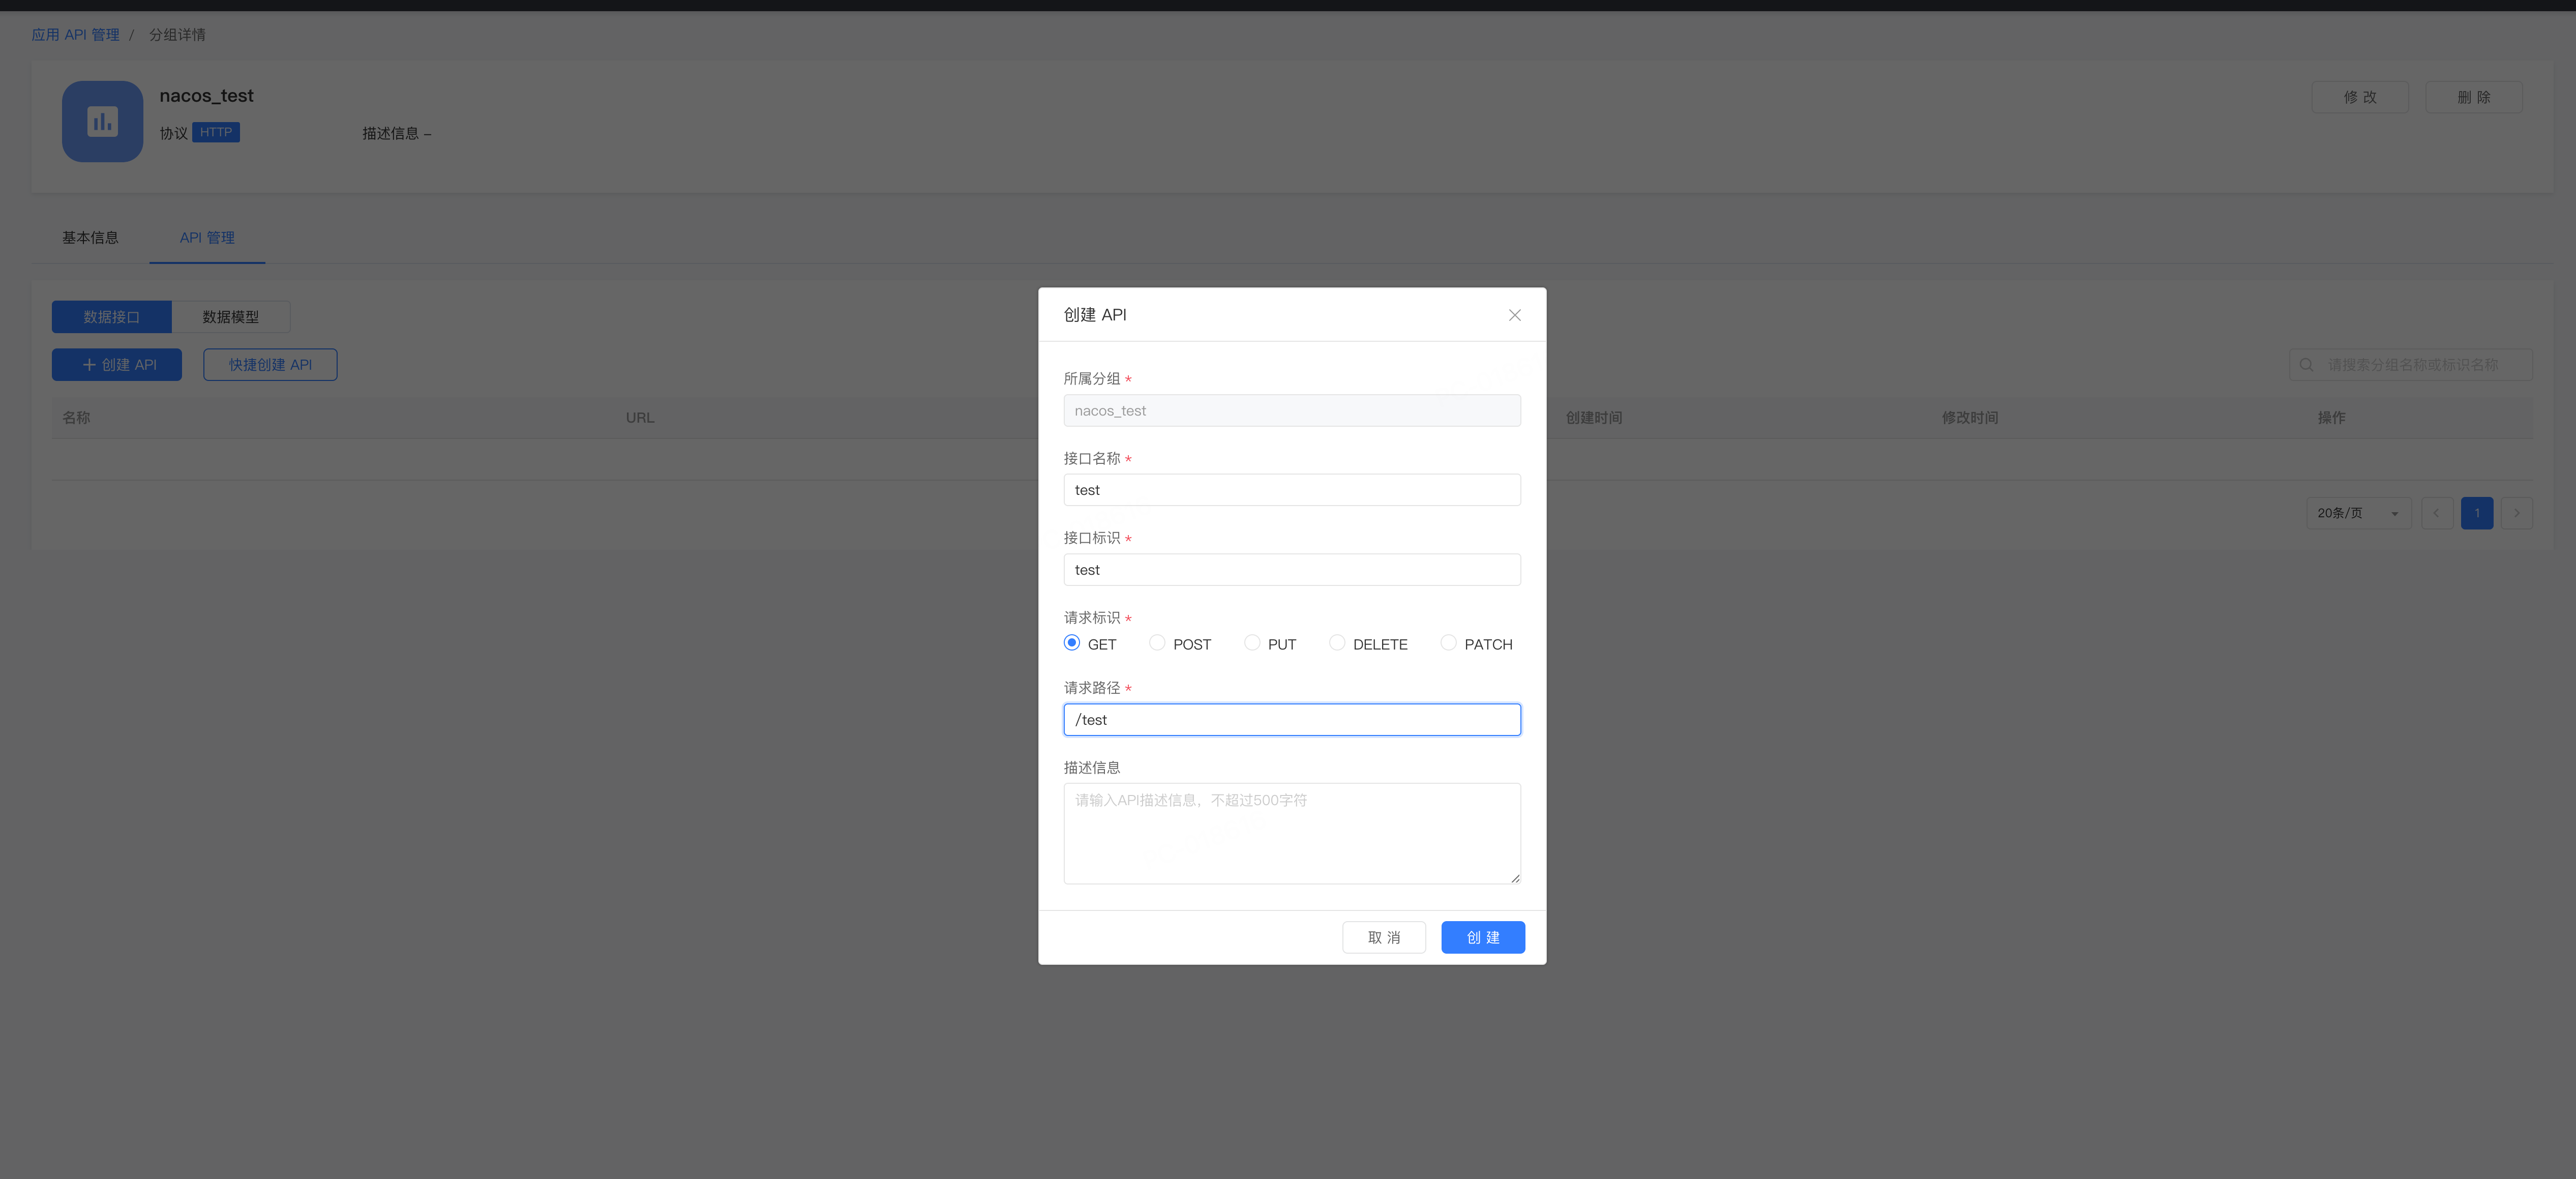 应用 API 管理 / 分组详情
nacos_test
修 改
删 除
协议 HTTP
描述信息 –
基本信息
API 管理
数据接口
数据模型
创建 API
快捷创建 API
请搜索分组名称或标识名称
名称
URL
创建时间
修改时间
操作
20条/页
1
创建 API
所属分组 *
nacos_test
接口名称 *
test
接口标识 *
test
请求标识 *
GET POST PUT DELETE PATCH
请求路径 *
/test
描述信息
请输入API描述信息，不超过500字符
取 消
创 建